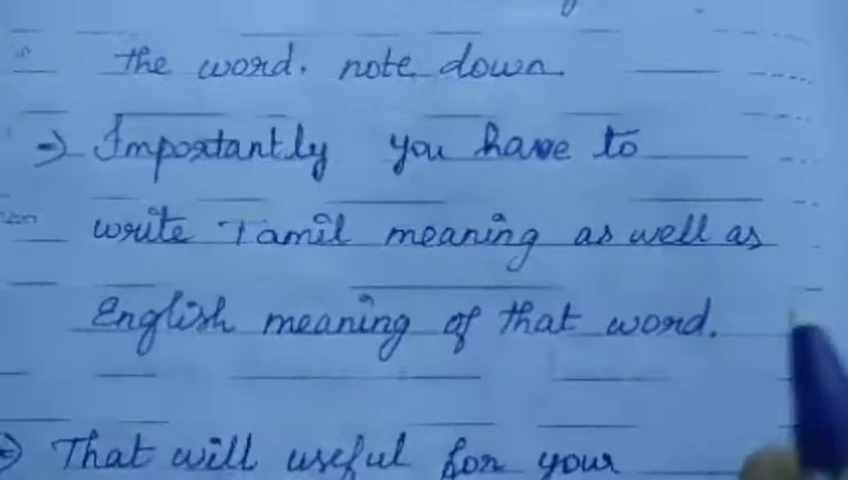 the word. note down.
=> Importantly you have to
write Tamil meaning as well as
English meaning of that word.
=> That will useful for your